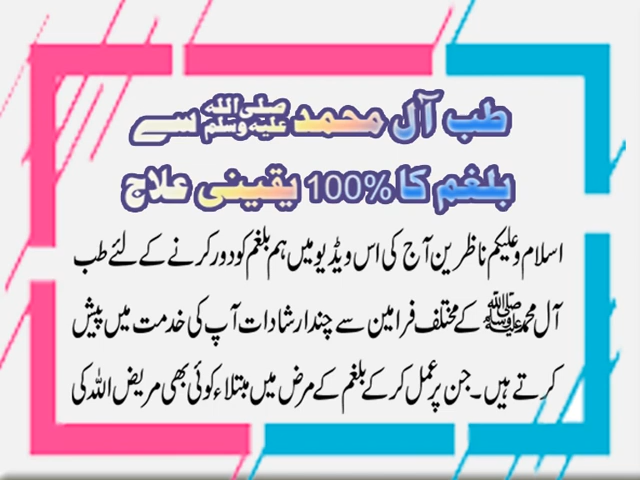 طب آل محمد صلی اللہ علیہ وسلم سے
بلغم کا %100 یقینی علاج
اسلام و علیکم ناظرین آج کی اس ویڈیو میں ہم بلغم کو دور کرنے کے لئے طب
آل محمد ﷺ کے مختلف فرامین سے چند ارشادات آپ کی خدمت میں پیش
کرتے ہیں۔ جن پر عمل کر کے بلغم کے مرض میں مبتلاء کوئی بھی مریض اللہ کی